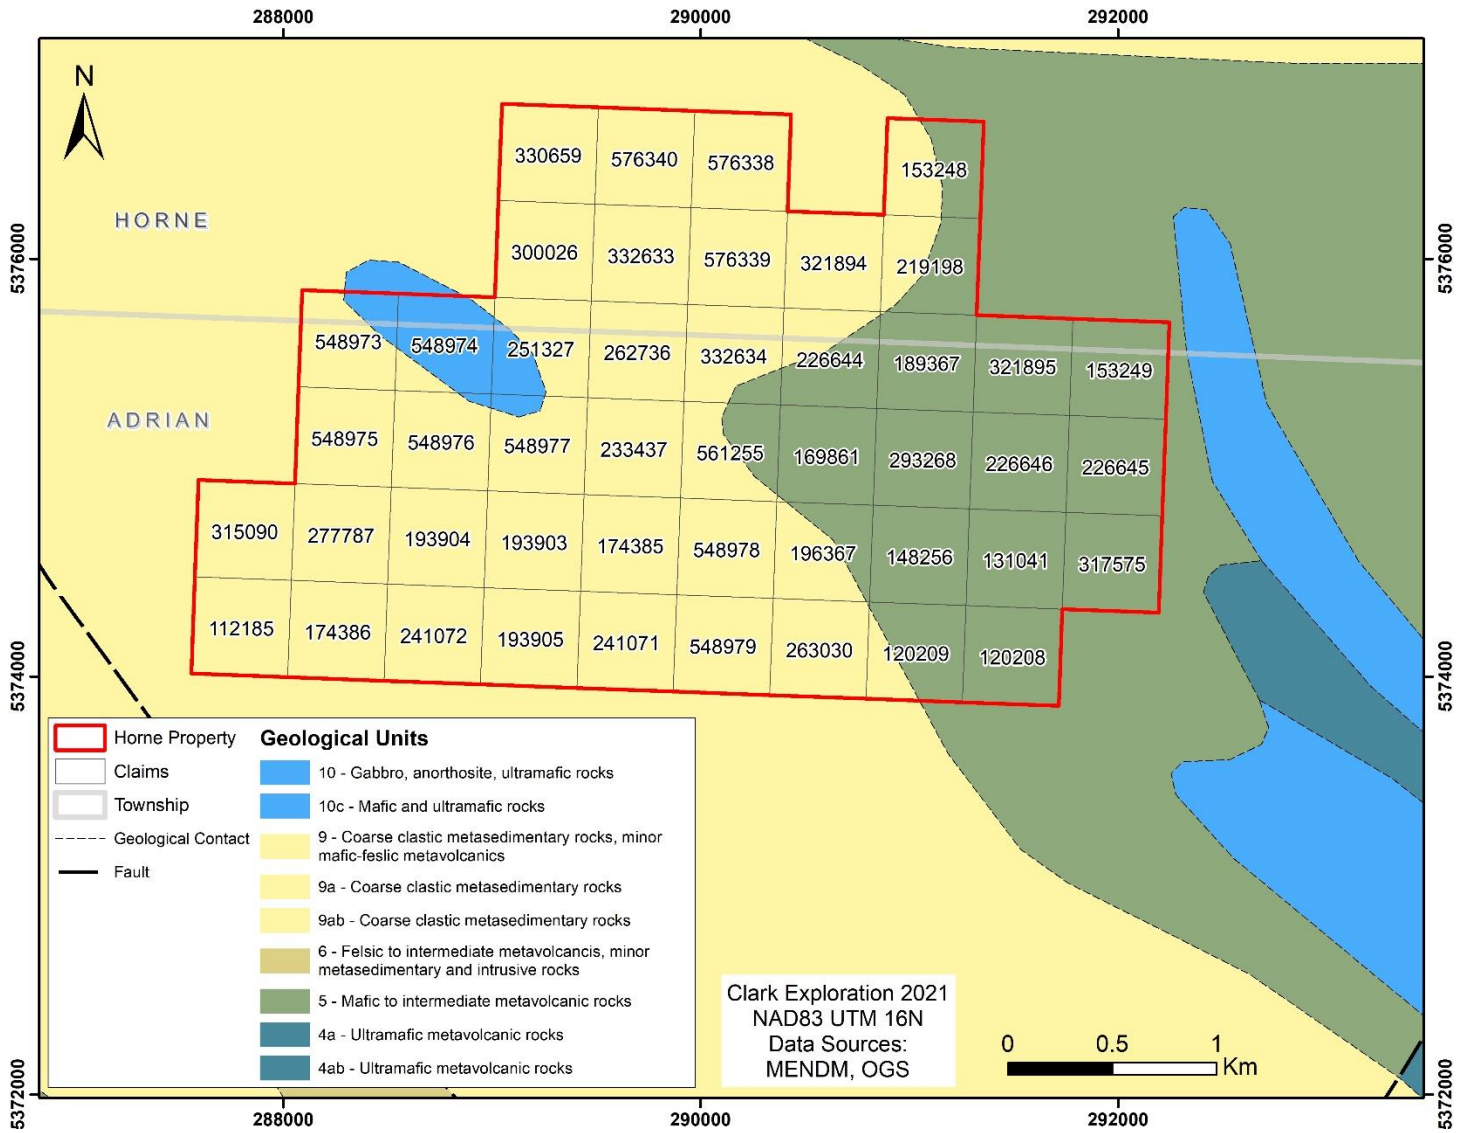 288000
290000
292000
N
330659
576340
576338
153248
HORNE
300026
332633
576339
321894
219198
5376000
5376000
548973
548974
251327
262736
332634
226644
189367
321895
153249
ADRIAN
548975
548976
548977
233437
561255
169861
293268
226646
226645
315090
277787
193904
193903
174385
548978
196367
148256
131041
317575
112185
174386
241072
193905
241071
548979
263030
120209
120208
5374000
5374000
Horne Property
Claims
Township
Geological Contact
Fault
Geological Units
10 - Gabbro, anorthosite, ultramafic rocks
10c - Mafic and ultramafic rocks
9 - Coarse clastic metasedimentary rocks, minor
mafic-feslic metavolcanics
9a - Coarse clastic metasedimentary rocks
9ab - Coarse clastic metasedimentary rocks
6 - Felsic to intermediate metavolcancis, minor
metasedimentary and intrusive rocks
5 - Mafic to intermediate metavolcanic rocks
4a - Ultramafic metavolcanic rocks
4ab - Ultramafic metavolcanic rocks
Clark Exploration 2021
NAD83 UTM 16N
Data Sources:
MENDM, OGS
0 0.5 1
Km
5372000
5372000
288000
290000
292000